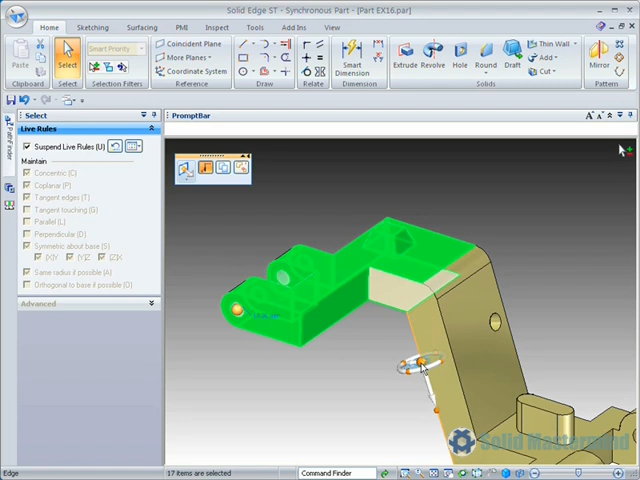 Solid Edge ST - Synchronous Part - [Part EX16.par]
Home Sketching Surfacing PMI Inspect Tools View
Paste
Clipboard
Select
Select
Smart Priority
Selection Filters
Coincident Plane
More Planes
Coordinate System
Reference
Drawing
Smart Dimension
Dimension
Extrude
Revolve
Hole
Round
Draft
Thin Wall
Add
Cut
Solids
Mirror
Pattern
Select
PromptBar
PathFinder
Live Rules
Suspend Live Rules (U)
Maintain
Concentric (C)
Coplanar (P)
Tangent edges (T)
Tangent touching (G)
Parallel (L)
Perpendicular (D)
Symmetric about base (S)
(X)Y (Y)Z (Z)X
Same radius if possible (A)
Orthogonal to base if possible (O)
Advanced
Solid Mastermind
Edge
17 items are selected
Command Finder